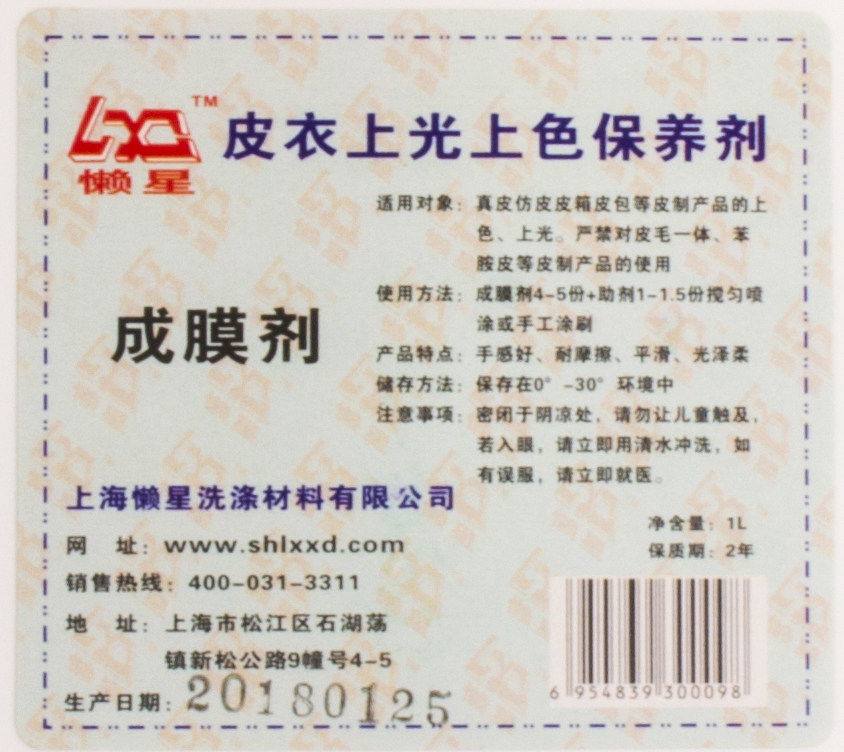 TM
懒星
皮衣上光上色保养剂
适用对象：真皮仿皮皮箱皮包等皮制产品的上
色、上光。严禁对皮毛一体、苯
胺皮等皮制产品的使用
使用方法：成膜剂4-5份+助剂1-1.5份搅匀喷
涂或手工涂刷
产品特点：手感好、耐摩擦、平滑、光泽柔
储存方法：保存在0°-30°环境中
注意事项：密闭于阴凉处，请勿让儿童触及，
若入眼，请立即用清水冲洗，如
有误服，请立即就医。
成膜剂
净含量：1L
保质期：2年
上海懒星洗涤材料有限公司
网 址：www.shlxxd.com
销售热线：400-031-3311
地 址：上海市松江区石湖荡
镇新松公路9幢号4-5
生产日期：20180125
6 954839 300098